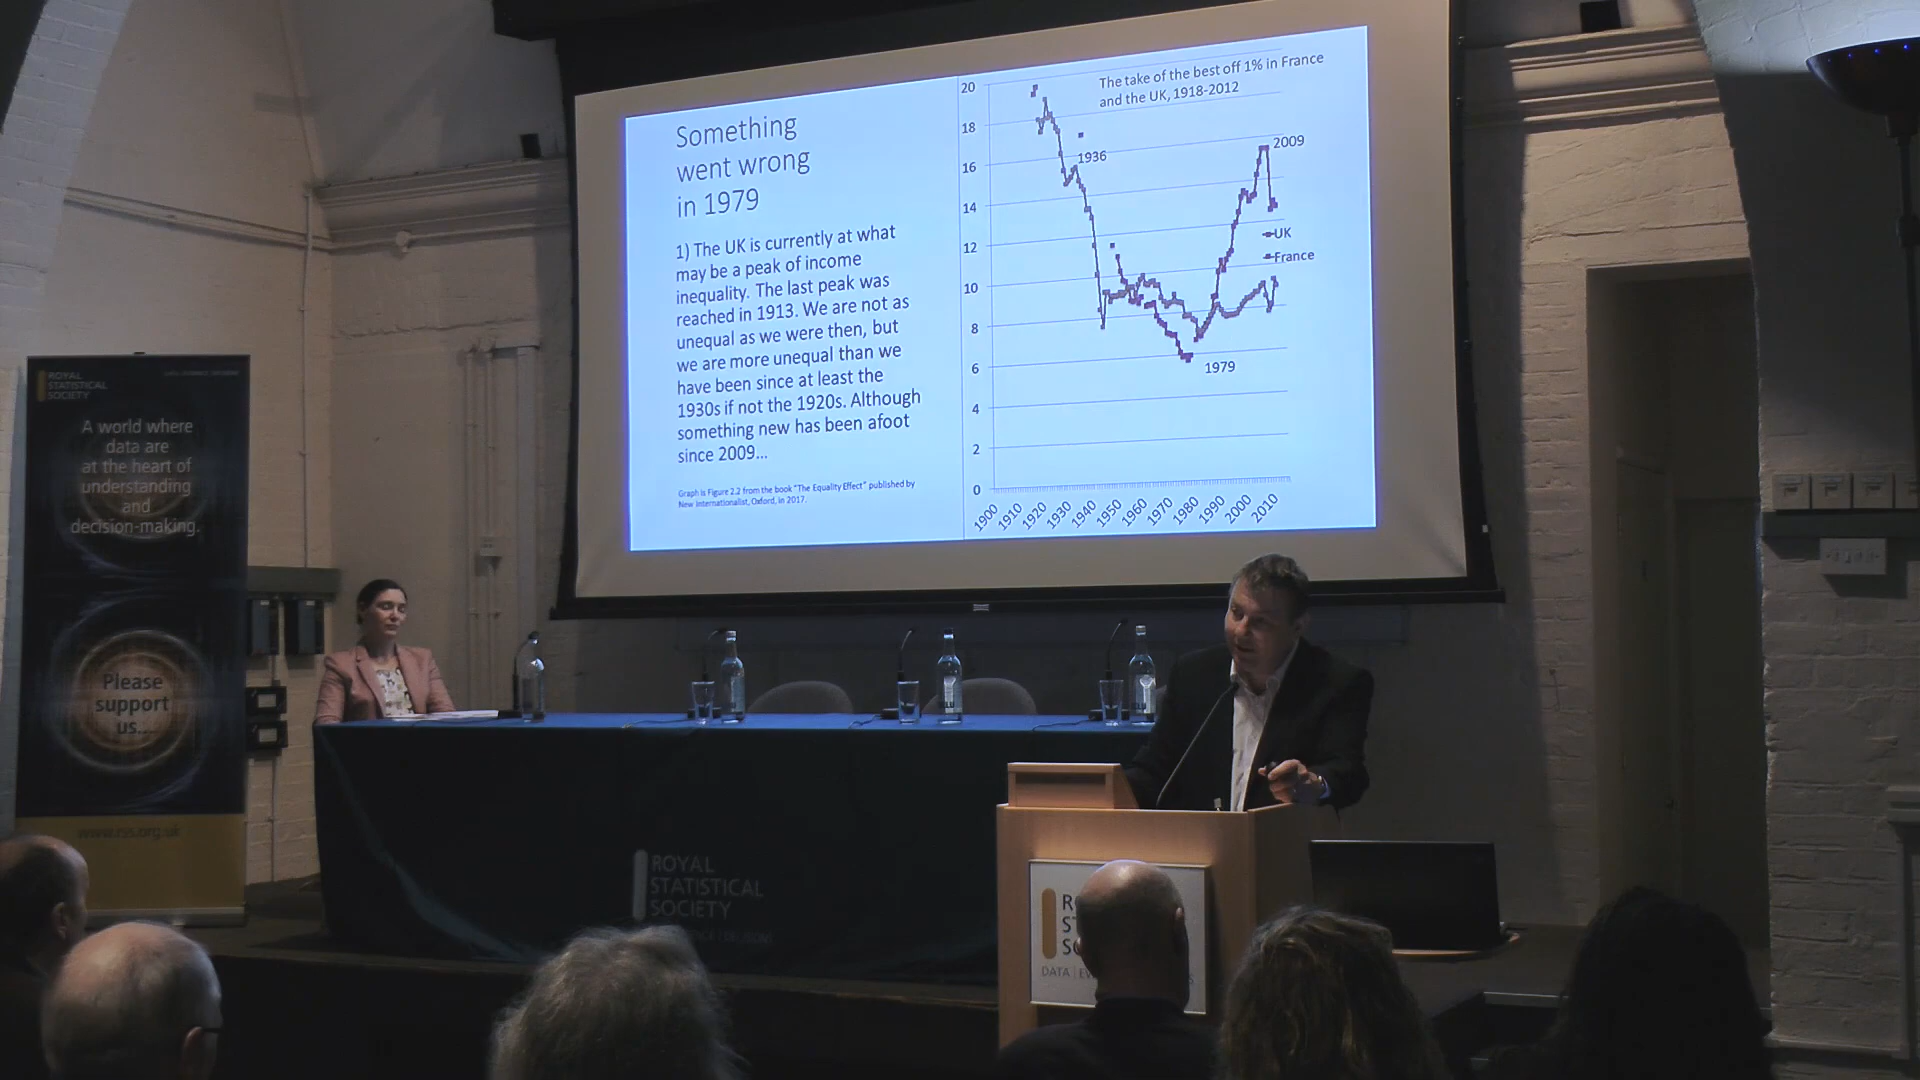 Something
went wrong
in 1979
1) The UK is currently at what
may be a peak of income
inequality. The last peak was
reached in 1913. We are not as
unequal as we were then, but
we are more unequal than we
have been since at least the
1930s if not the 1920s. Although
something new has been afoot
since 2009...
Graph is Figure 2.2 from the book "The Equality Effect" published by
New Internationalist, Oxford, in 2017.
The take of the best off 1% in France
and the UK, 1918-2012
20
18
16
14
12
10
8
6
4
2
0
1936
2009
UK
France
1979
1900
1910
1920
1930
1940
1950
1960
1970
1980
1990
2000
2010
ROYAL
STATISTICAL
SOCIETY
A world where
data are
at the heart of
understanding
and
decision-making.
Please
support
us...
www.rss.org.uk
ROYAL
STATISTICAL
SOCIETY
R
S
SO
DATA | EV